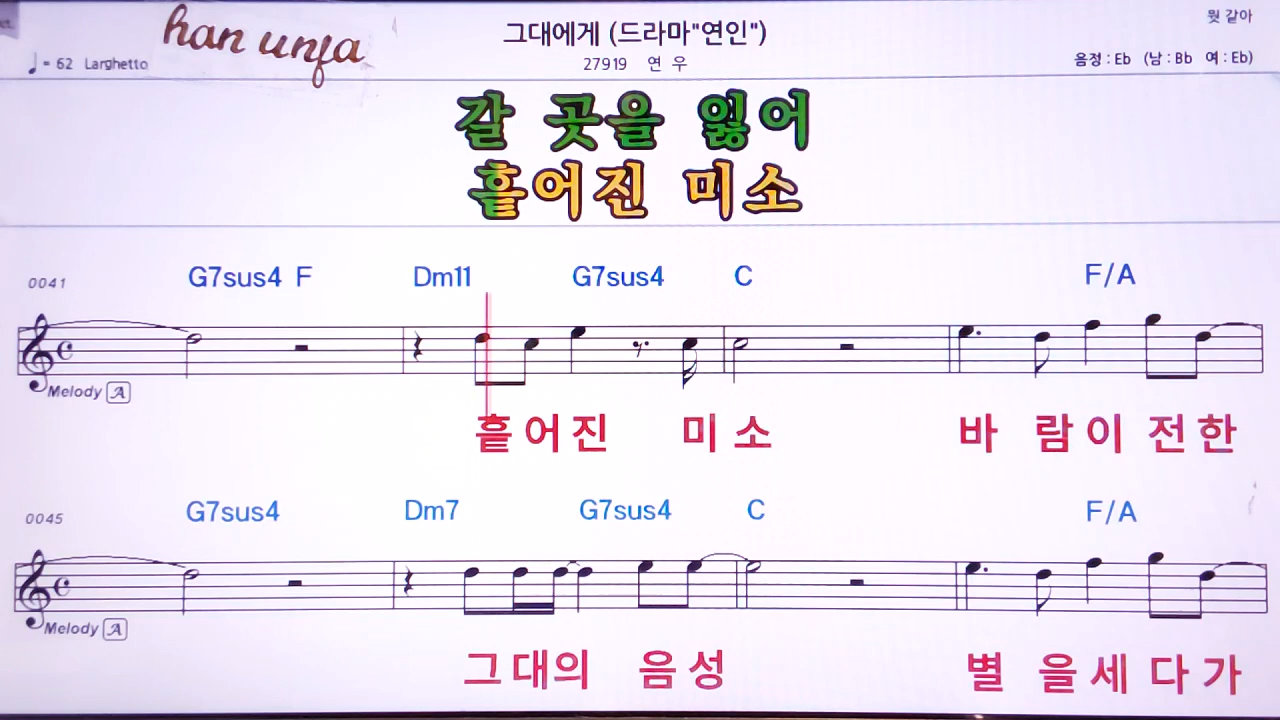 뭣 같아
han unfa
그대에게 (드라마"연인")
♩= 62 Larghetto
27919 연 우
음정 : Eb (남 : Bb 여 : Eb)
갈 곳을 잃어
흩어진 미소
0041 G7sus4 F Dm11 G7sus4 C F/A
Melody A
흩어진 미소 바 람이 전한
G7sus4 Dm7 G7sus4 C F/A
0045
Melody A
그대의 음성 별 을세다가